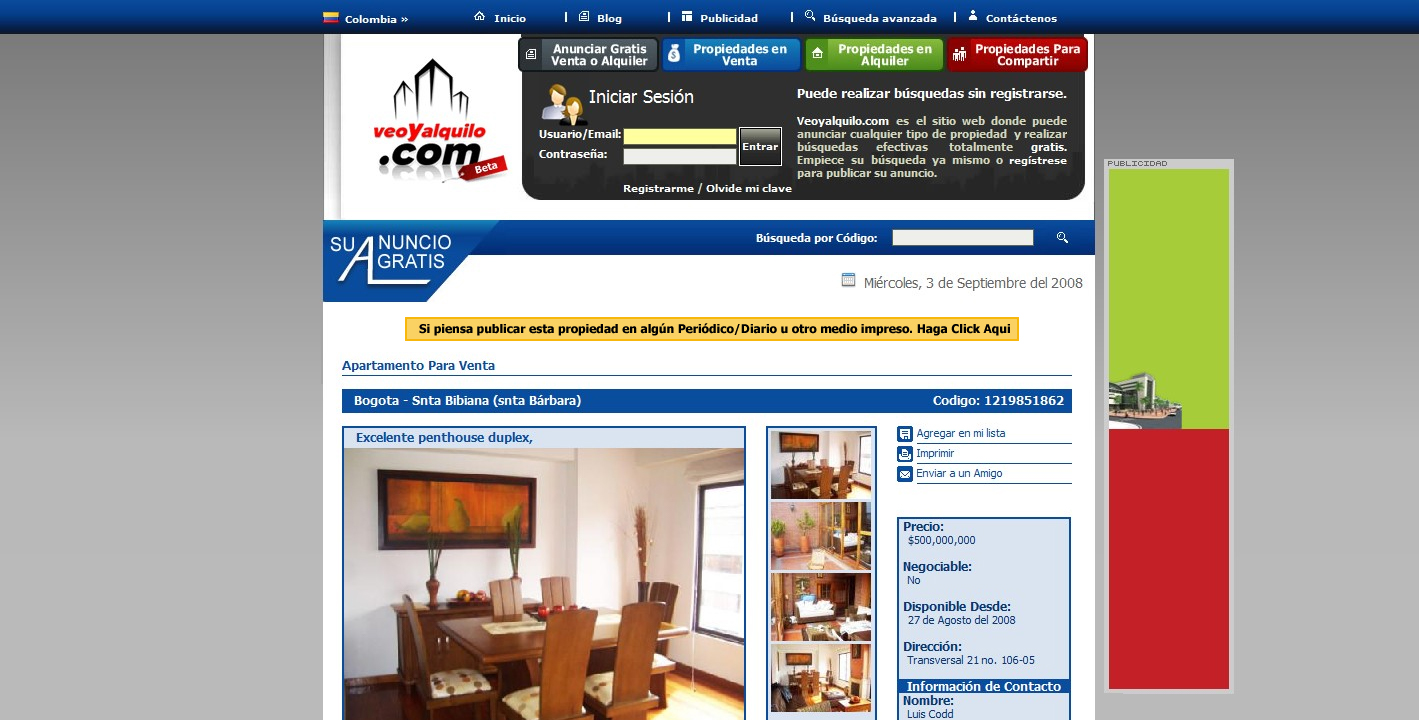 Colombia »
Inicio
Blog
Publicidad
Búsqueda avanzada
Contáctenos
Anunciar Gratis
Venta o Alquiler
Propiedades en
Venta
Propiedades en
Alquiler
Propiedades Para
Compartir
veoYalquilo
.com
Beta
Iniciar Sesión
Usuario/Email:
Contraseña:
Entrar
Registrarme / Olvide mi clave
Puede realizar búsquedas sin registrarse.
Veoyalquilo.com es el sitio web donde puede
anunciar cualquier tipo de propiedad y realizar
búsquedas efectivas totalmente gratis.
Empiece su búsqueda ya mismo o regístrese
para publicar su anuncio.
PUBLICIDAD
SU ANUNCIO
GRATIS
Búsqueda por Código:
Miércoles, 3 de Septiembre del 2008
Si piensa publicar esta propiedad en algún Periódico/Diario u otro medio impreso. Haga Click Aqui
Apartamento Para Venta
Bogota - Snta Bibiana (snta Bárbara)
Codigo: 1219851862
Excelente penthouse duplex,
Agregar en mi lista
Imprimir
Enviar a un Amigo
Precio:
$500,000,000
Negociable:
No
Disponible Desde:
27 de Agosto del 2008
Dirección:
Transversal 21 no. 106-05
Información de Contacto
Nombre:
Luis Codd